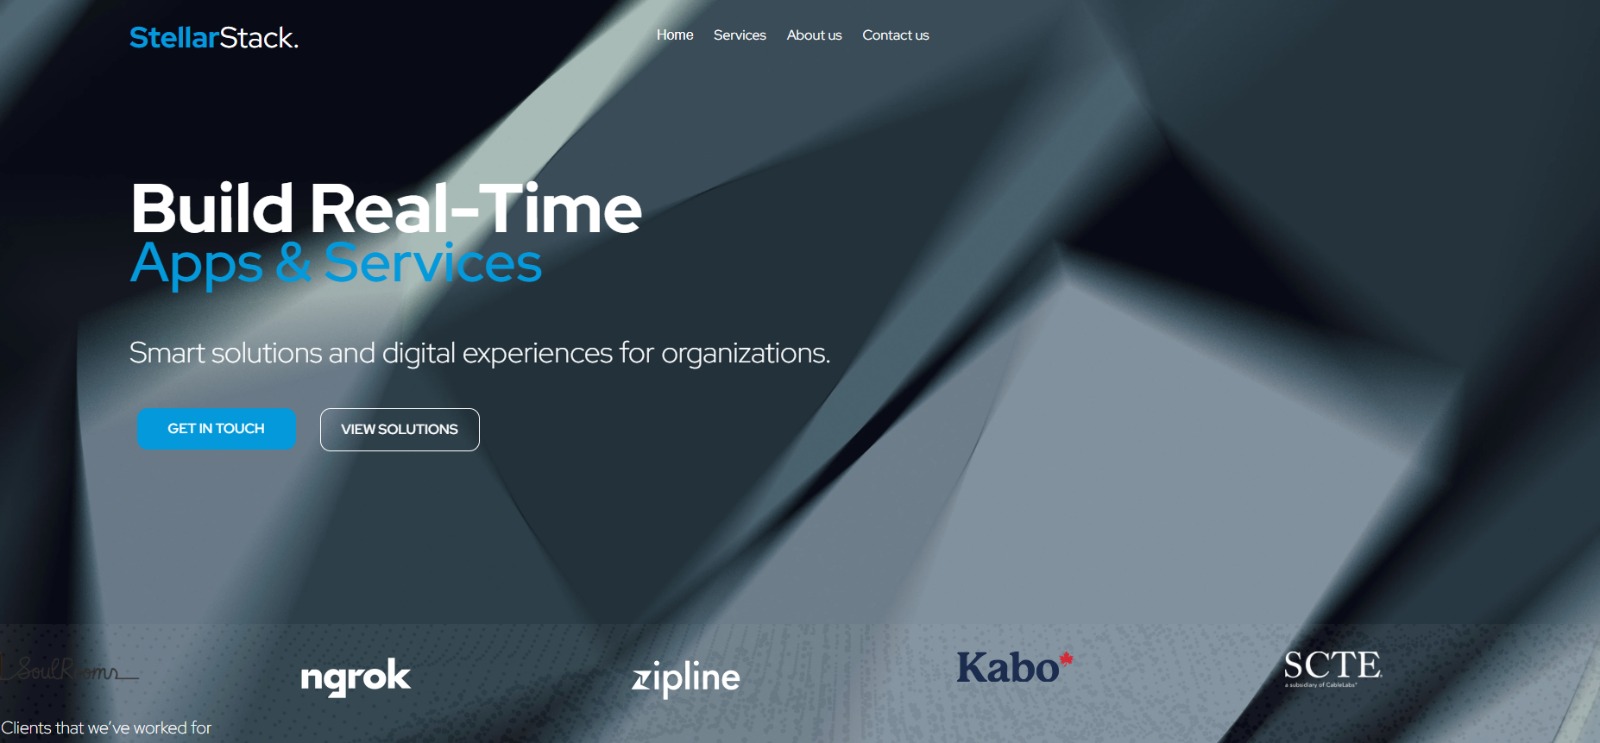 StellarStack.
Home Services About us Contact us
Build Real-Time
Apps & Services
Smart solutions and digital experiences for organizations.
GET IN TOUCH VIEW SOLUTIONS
SoulRooms ngrok zipline Kabo SCTE.
a subsidiary of CableLabs®
Clients that we've worked for